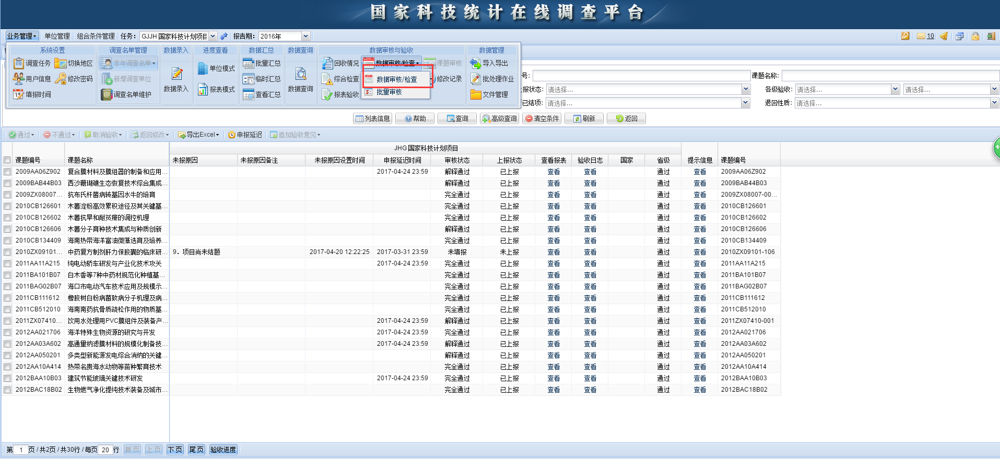 国家科技统计在线调查平台
业务管理 单位管理 组合条件管理 任务： GJJH 国家科技计划项目 报告期： 2016年 10
系统设置 调查名单管理 数据录入 进度查看 数据汇总 数据查询 数据审核与验收 数据管理
调查任务 切换地区 本年调查名单 单位模式 批量汇总 回收情况 数据审核/检查 课题审核 导入导出
用户信息 修改密码 新增调查单位 数据录入 临时汇总 数据查询 综合检查 数据审核/检查 修改记录 批处理作业
填报时间 调查名单维护 报表模式 查看汇总 报表验收 批量审核 文件管理
号： 课题名称：
报状态： 请选择... 各级验收： 请选择... 请选择...
已结项： 请选择... 退回性质： 请选择...
列表信息 帮助 查询 高级查询 清空条件 刷新 返回
通过 不通过 取消验收 返回修改 导出Excel 申报延迟 追加验收意见
JHG 国家科技计划项目
课题编号 课题名称 未报原因 未报原因备注 未报原因设置时间 申报延迟时间 审核状态 上报状态 查看报表 验收日志 国家 省级 提示信息 课题编号
2009AA06Z902 复合膜材料及膜组器的制备和应用... 2017-04-24 23:59 解释通过 已上报 查看 查看 通过 查看 2009AA06Z902
2009BAB44B03 西沙珊瑚礁生态恢复技术综合集成... 解释通过 已上报 查看 查看 通过 查看 2009BAB44B03
2009ZX08007... 抗布氏杆菌病转基因水牛的培育 完全通过 已上报 查看 查看 通过 查看 2009ZX08007-00...
2010CB126601 木薯淀粉高效累积途径及其关键基... 完全通过 已上报 查看 查看 通过 查看 2010CB126601
2010CB126602 木薯抗旱和耐贫瘠的调控机理 完全通过 已上报 查看 查看 通过 查看 2010CB126602
2010CB126606 木薯分子育种技术集成与种质创新 解释通过 已上报 查看 查看 通过 查看 2010CB126606
2010CB134409 海南热带海洋富油微藻选育及培养... 完全通过 已上报 查看 查看 通过 查看 2010CB134409
2010ZX09101... 中药复方制剂肝力保胶囊的临床研... 9．项目尚未结题 2017-04-20 12:22:25 2017-03-31 23:59 未填报 未上报 查看 查看 通过 查看 2010ZX09101-106
2011AA11A215 纯电动轿车研发与产业化技术攻关 2017-04-24 23:59 完全通过 已上报 查看 查看 通过 查看 2011AA11A215
2011BA101B07 白木香等7种中药材规范化种植基... 完全通过 已上报 查看 查看 通过 查看 2011BA101B07
2011BAG02B07 海口市电动汽车技术应用及规模示... 完全通过 已上报 查看 查看 通过 查看 2011BAG02B07
2011CB111612 橡胶树白粉病菌致病分子机理及病... 完全通过 已上报 查看 查看 通过 查看 2011CB111612
2011CB512010 海南南药抗骨质疏松作用的物质基... 完全通过 已上报 查看 查看 通过 查看 2011CB512010
2011ZX07410... 饮用水处理用PVC膜组件及装备产... 2017-04-24 23:59 解释通过 已上报 查看 查看 通过 查看 2011ZX07410-001
2012AA021706 海洋特殊生物资源的研究与开发 2017-04-24 23:59 完全通过 已上报 查看 查看 通过 查看 2012AA021706
2012AA03A602 高通量纳滤膜材料的规模化制备技... 2017-04-24 23:59 解释通过 已上报 查看 查看 通过 查看 2012AA03A602
2012AA050201 多类型新能源发电综合消纳的关键... 解释通过 已上报 查看 查看 通过 查看 2012AA050201
2012AA10A414 热带名贵海水动物等苗种繁育技术 完全通过 已上报 查看 查看 通过 查看 2012AA10A414
2012BAA10B03 建筑节能玻璃关键技术研发 2017-04-24 23:59 完全通过 已上报 查看 查看 通过 查看 2012BAA10B03
2012BAC18B02 生物燃气净化提纯技术装备及城市... 完全通过 已上报 查看 查看 通过 查看 2012BAC18B02
第 1 页 / 共2页 / 共30行 / 每页 20 行 首页 上页 下页 尾页 验收进度